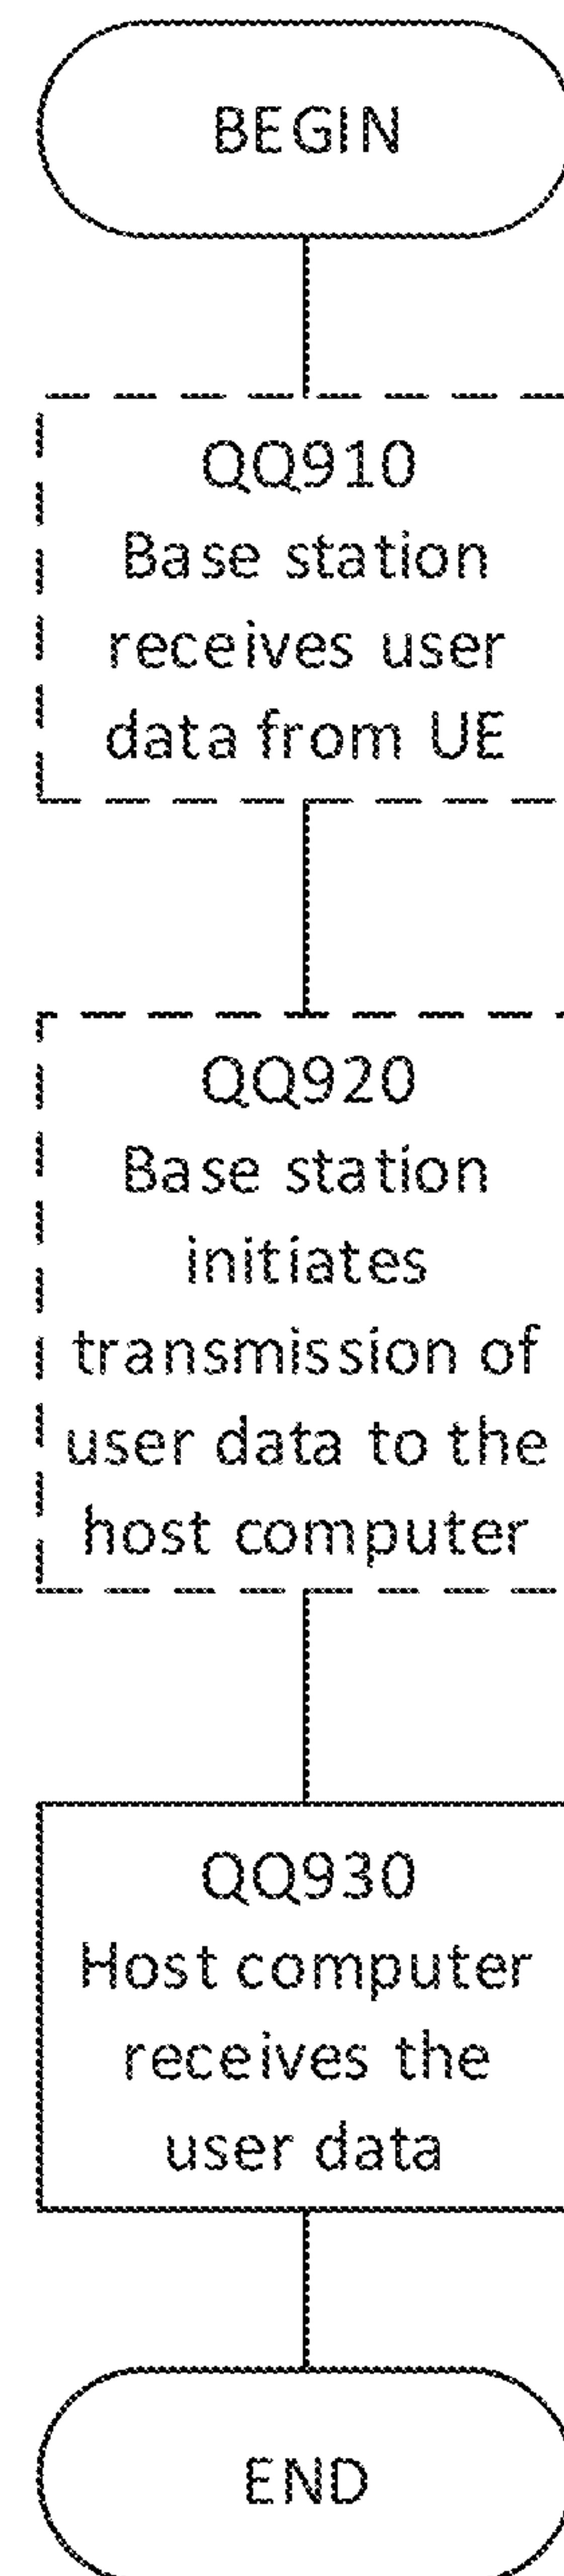 BEGIN
QQ910
Base station
receives user
data from UE
QQ920
Base station
initiates
transmission of
user data to the
host computer
QQ930
Host computer
receives the
user data
END